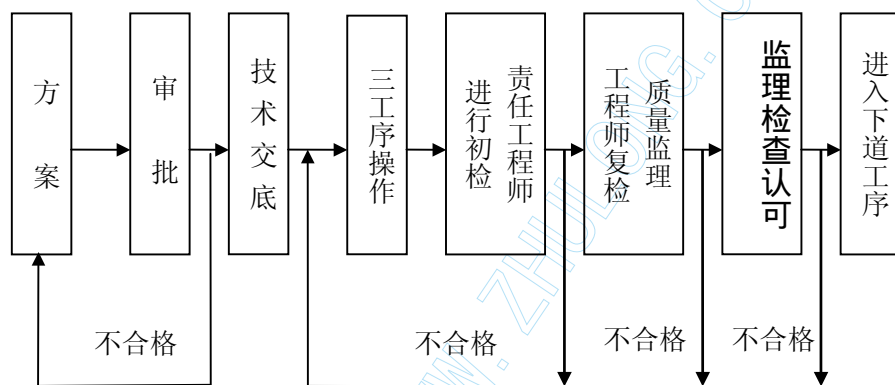 方案
审批
技术交底
三工序操作
责任工程师
进行初检
质量监理
工程师复检
监理检查认可
进入下道工序
不合格
不合格
不合格
不合格
WW. ZHULONG.C